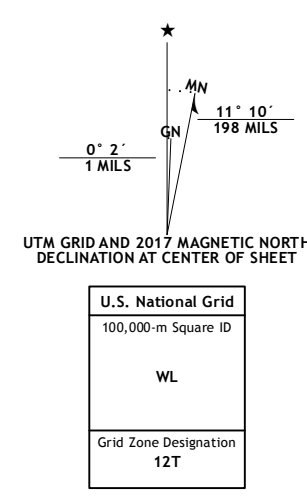 ★
MN
GN
11° 10´
198 MILS
0° 2´
1 MILS
UTM GRID AND 2017 MAGNETIC NORTH
DECLINATION AT CENTER OF SHEET
U.S. National Grid
100,000-m Square ID
WL
Grid Zone Designation
12T